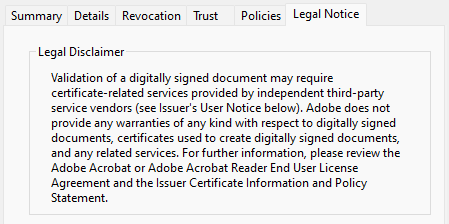 Summary Details Revocation Trust Policies Legal Notice
Legal Disclaimer
Validation of a digitally signed document may require
certificate-related services provided by independent third-party
service vendors (see Issuer's User Notice below). Adobe does not
provide any warranties of any kind with respect to digitally signed
documents, certificates used to create digitally signed documents,
and any related services. For further information, please review the
Adobe Acrobat or Adobe Acrobat Reader End User License
Agreement and the Issuer Certificate Information and Policy
Statement.